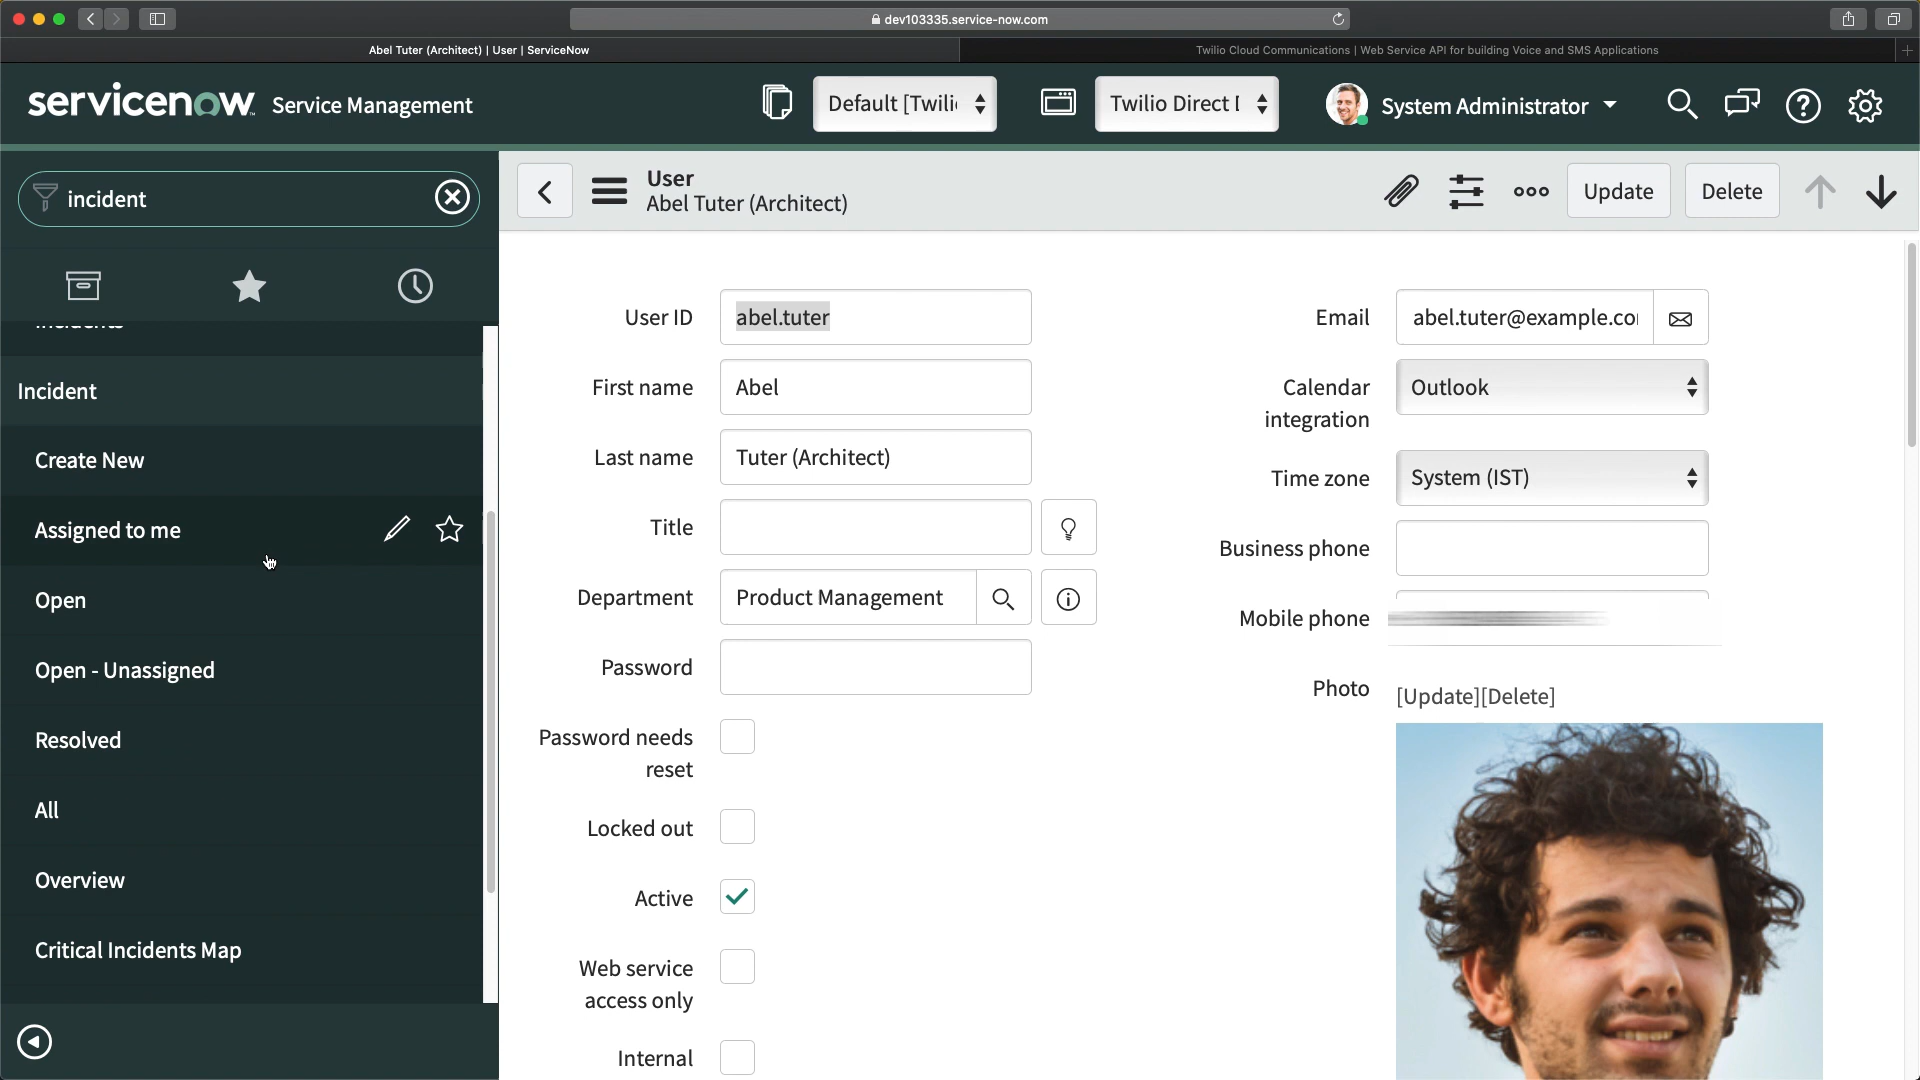 dev103335.service-now.com
Abel Tuter (Architect) | User | ServiceNow
Twilio Cloud Communications | Web Service API for building Voice and SMS Applications
servicenow Service Management
Default [Twili
Twilio Direct [
System Administrator
incident
User
Abel Tuter (Architect)
Update
Delete
Incidents
Incident
Create New
Assigned to me
Open
Open - Unassigned
Resolved
All
Overview
Critical Incidents Map
User ID abel.tuter
First name Abel
Last name Tuter (Architect)
Title
Department Product Management
Password
Password needs
reset
Locked out
Active
Web service
access only
Internal
Email abel.tuter@example.co
Calendar
integration
Outlook
Time zone System (IST)
Business phone
Mobile phone
Photo [Update][Delete]